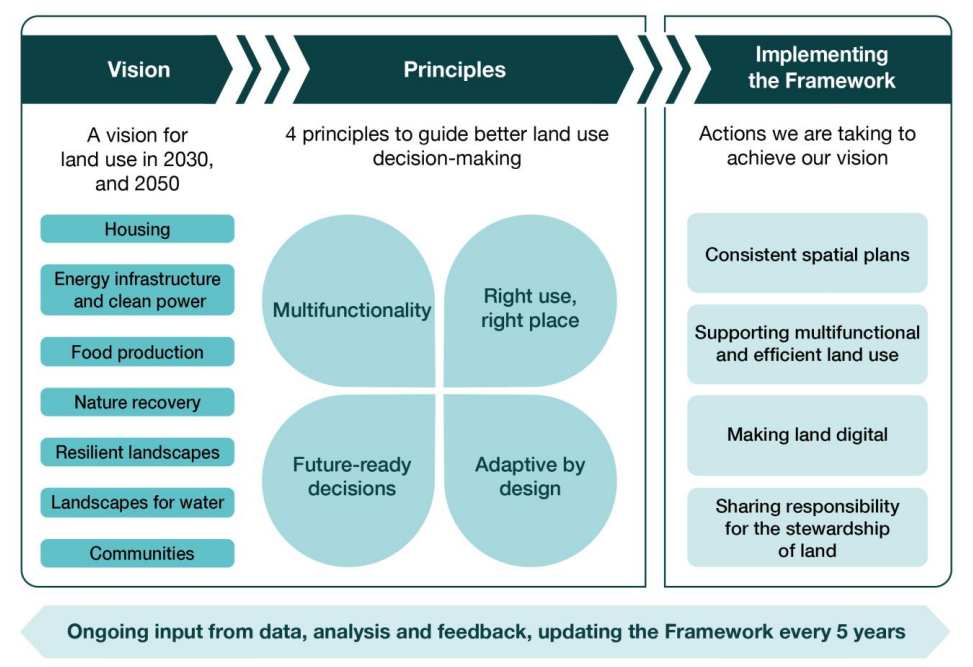 Vision
Principles
Implementing
the Framework
A vision for
land use in 2030,
and 2050
4 principles to guide better land use
decision-making
Actions we are taking to
achieve our vision
Housing
Energy infrastructure
and clean power
Food production
Nature recovery
Resilient landscapes
Landscapes for water
Communities
Multifunctionality
Right use,
right place
Future-ready
decisions
Adaptive by
design
Consistent spatial plans
Supporting multifunctional
and efficient land use
Making land digital
Sharing responsibility
for the stewardship
of land
Ongoing input from data, analysis and feedback, updating the Framework every 5 years